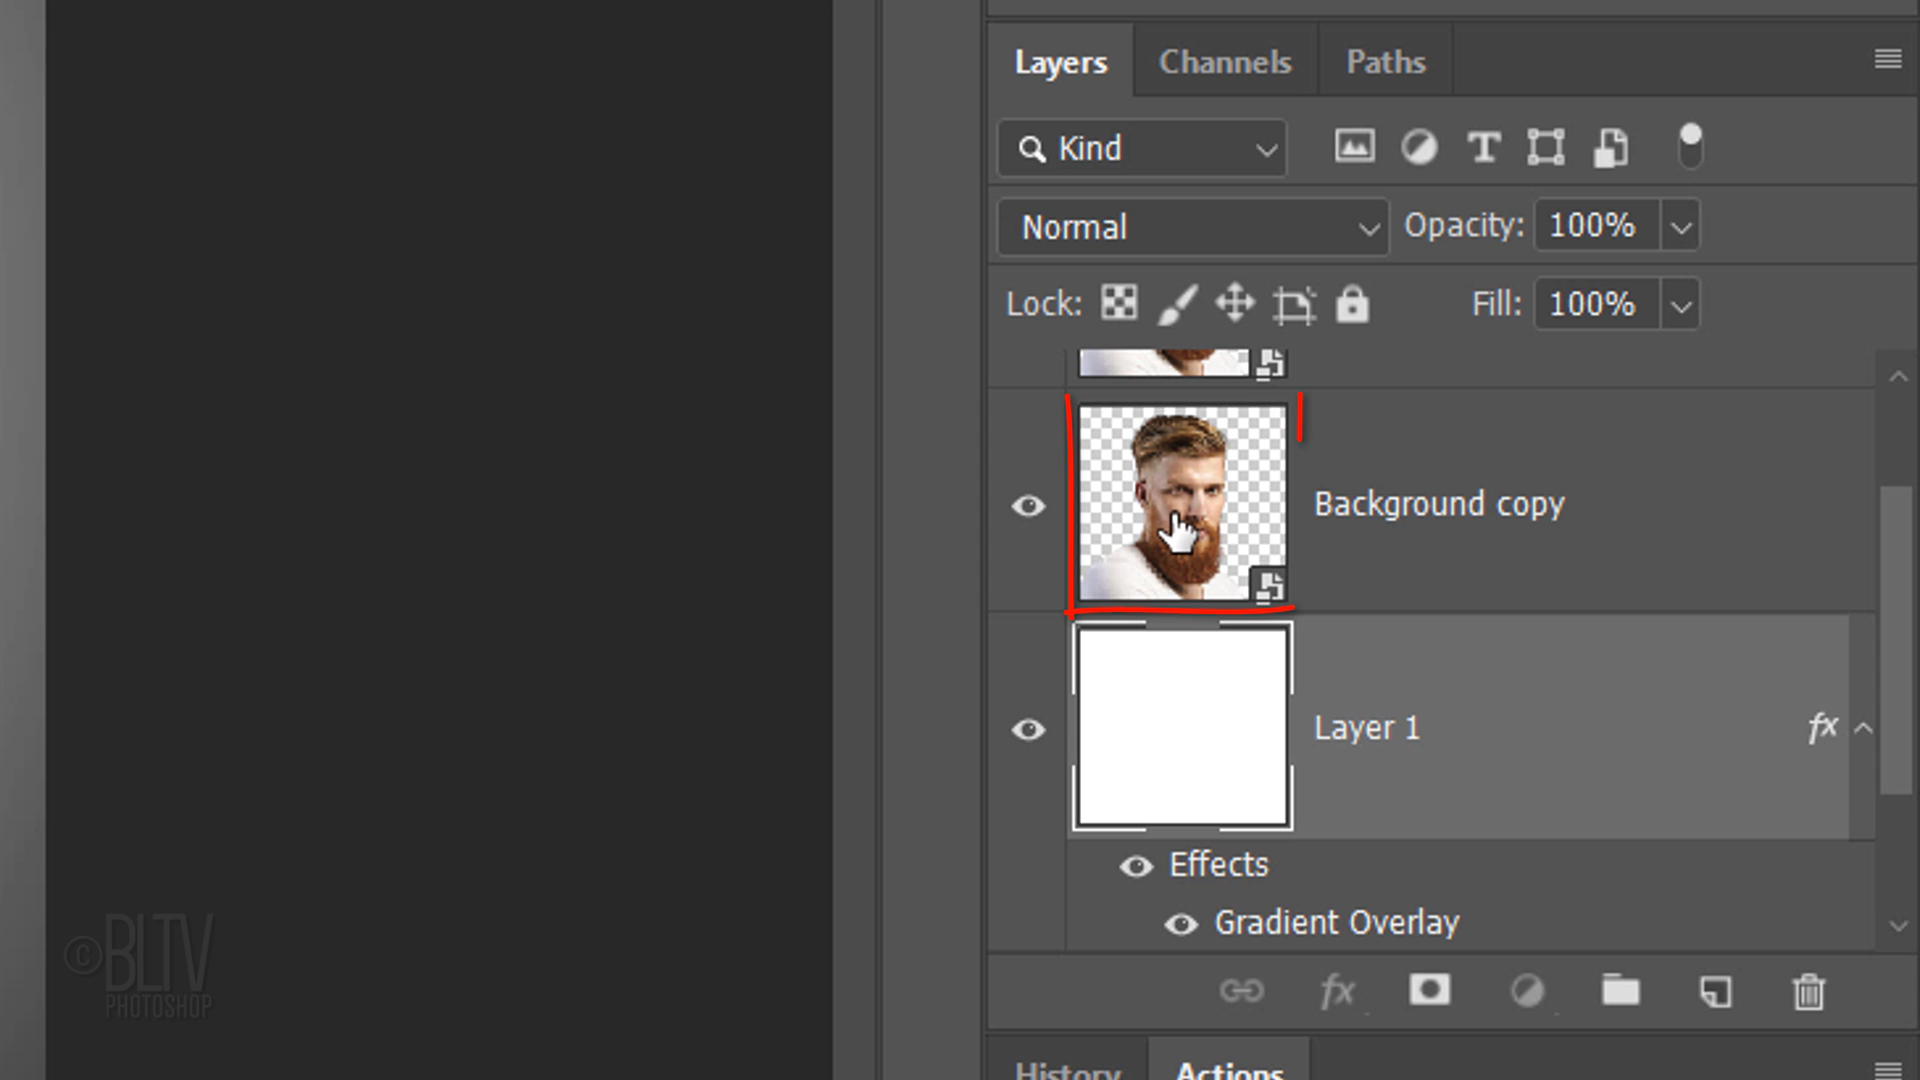 Layers Channels Paths
Kind
Normal Opacity: 100%
Lock: Fill: 100%
Background copy
Layer 1 fx
Effects
Gradient Overlay
fx
© BLTV
PHOTOSHOP
History Actions